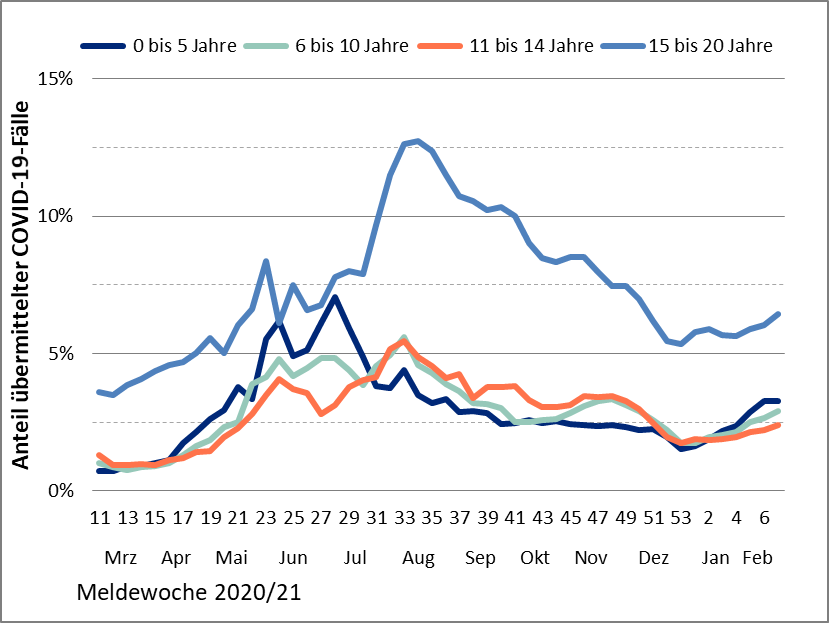 0 bis 5 Jahre 6 bis 10 Jahre 11 bis 14 Jahre 15 bis 20 Jahre
Anteil übermittelter COVID-19-Fälle
15%
10%
5%
0%
11 13 15 17 19 21 23 25 27 29 31 33 35 37 39 41 43 45 47 49 51 53 2 4 6
Mrz Apr Mai Jun Jul Aug Sep Okt Nov Dez Jan Feb
Meldewoche 2020/21